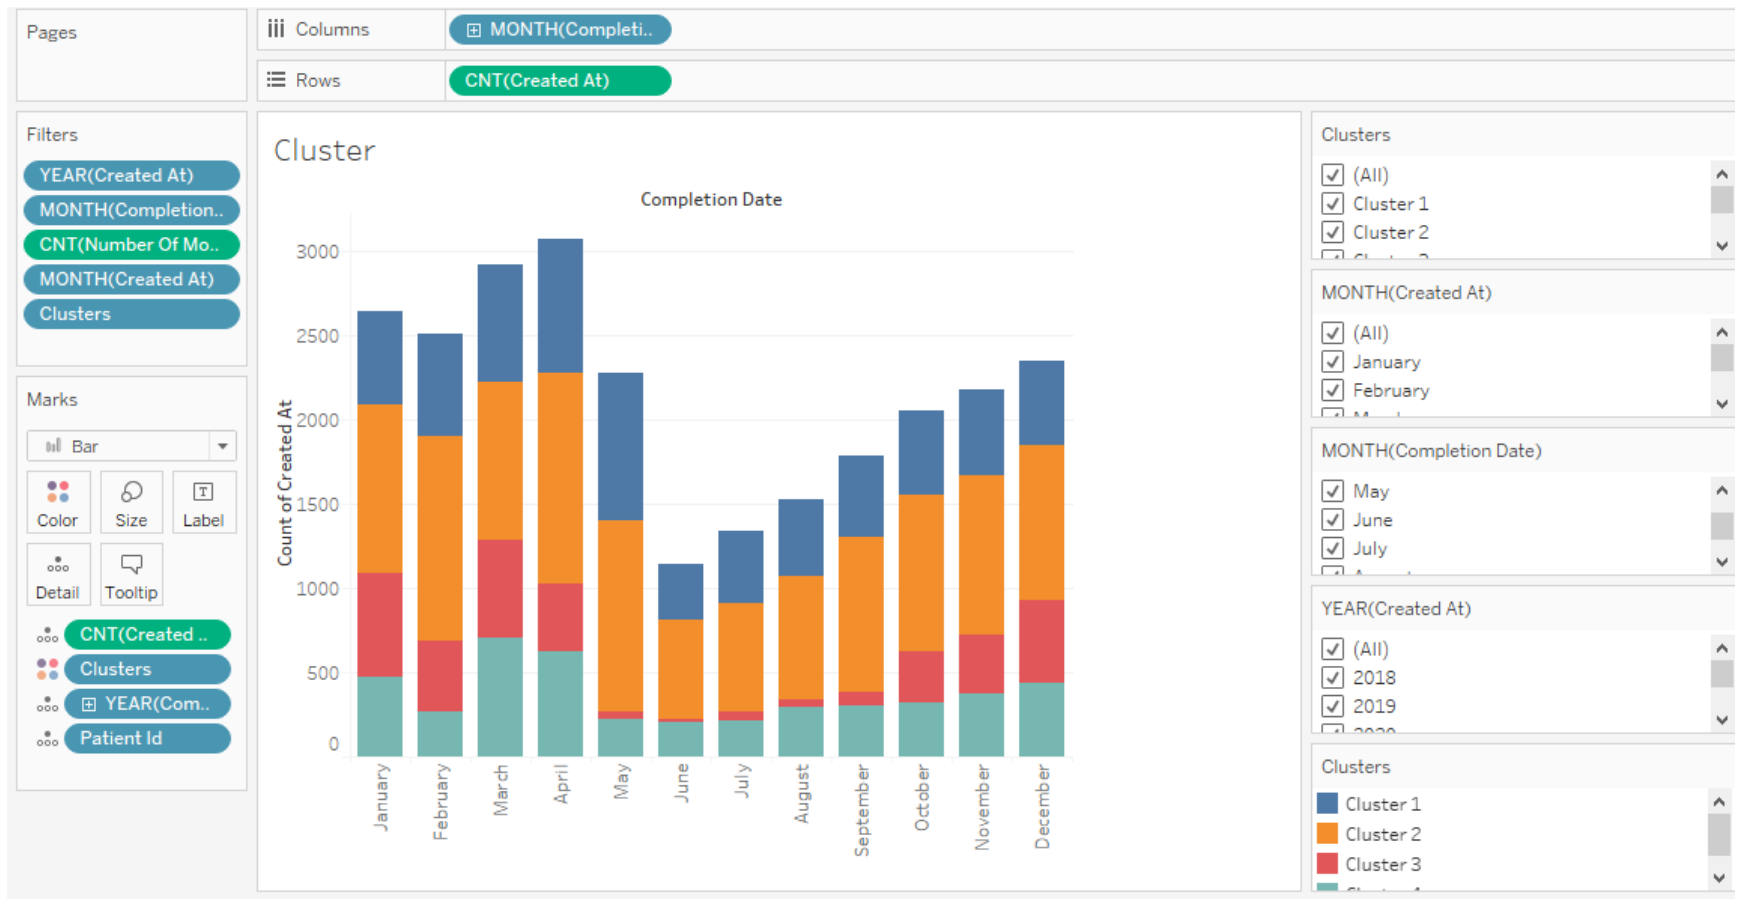 Pages
Columns
MONTH(Completi..
Rows
CNT(Created At)
Filters
YEAR(Created At)
MONTH(Completion..
CNT(Number Of Mo..
MONTH(Created At)
Clusters
Marks
Bar
Color Size Label
Detail Tooltip
CNT(Created ..
Clusters
YEAR(Com..
Patient Id
Cluster
Completion Date
Count of Created At
3000
2500
2000
1500
1000
500
0
January
February
March
April
May
June
July
August
September
October
November
December
Clusters
(All)
Cluster 1
Cluster 2
MONTH(Created At)
(All)
January
February
MONTH(Completion Date)
May
June
July
YEAR(Created At)
(All)
2018
2019
Clusters
Cluster 1
Cluster 2
Cluster 3